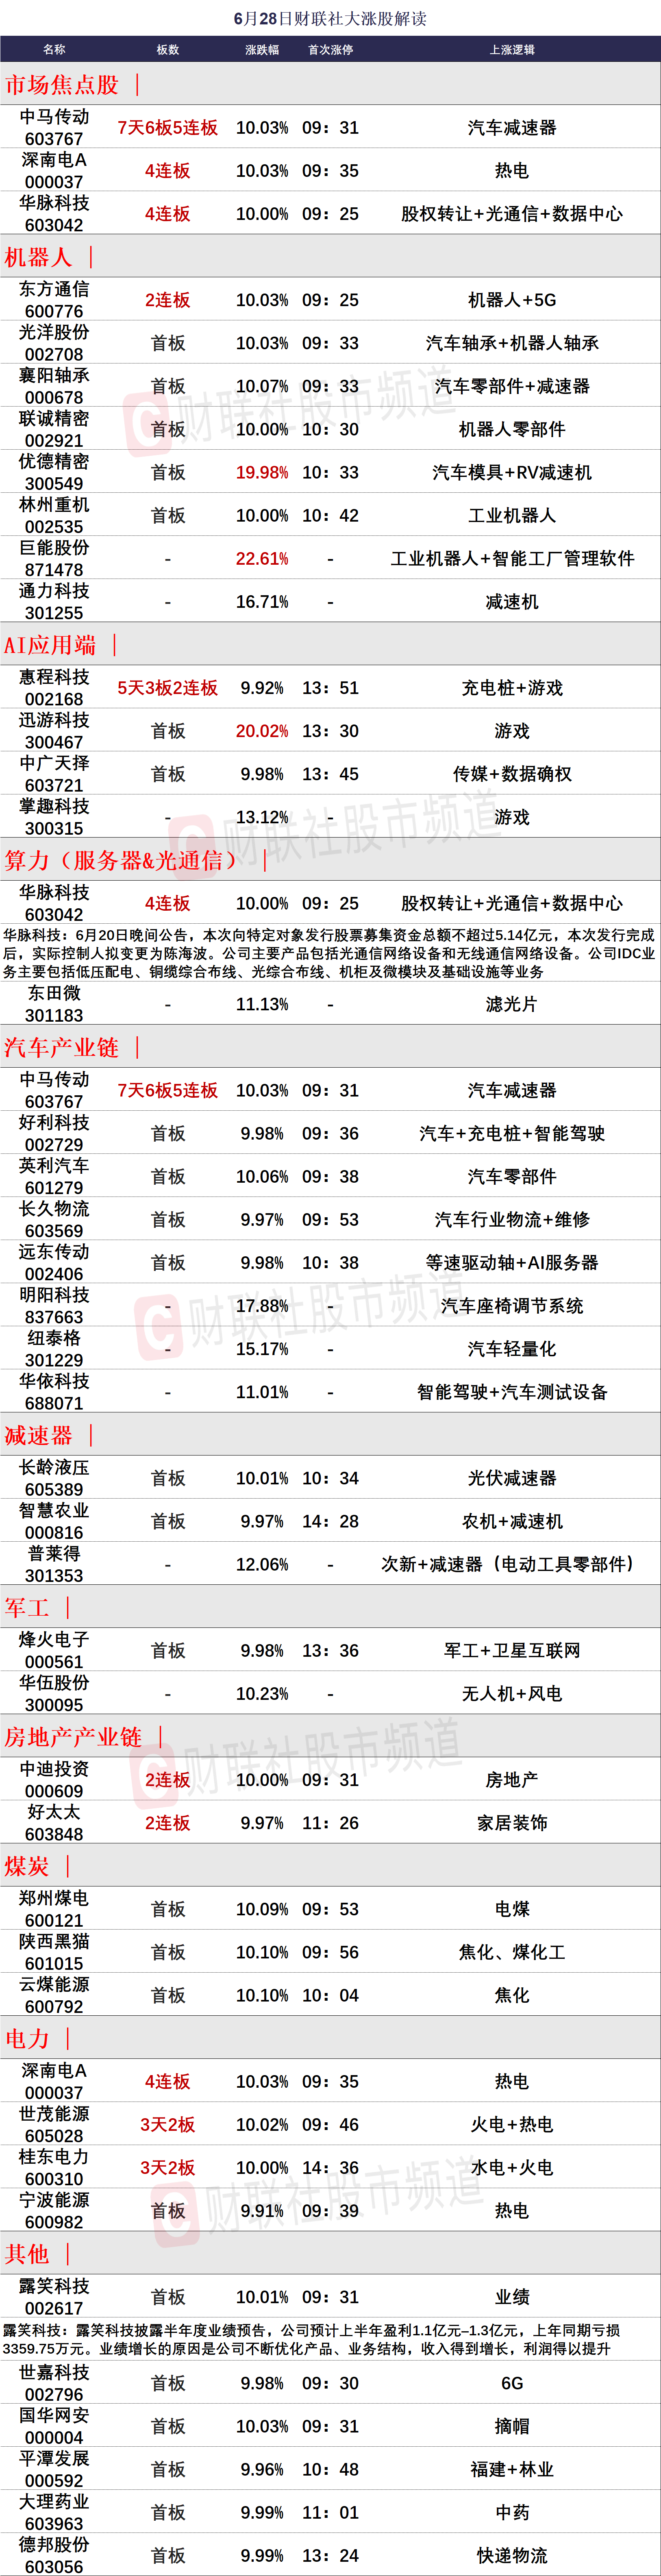 6月28日财联社大涨股解读
名称 板数 涨跌幅 首次涨停 上涨逻辑
市场焦点股 |
中马传动
603767 7天6板5连板 10.03% 09：31 汽车减速器
深南电A
000037 4连板 10.03% 09：35 热电
华脉科技
603042 4连板 10.00% 09：25 股权转让+光通信+数据中心
机器人 |
东方通信
600776 2连板 10.03% 09：25 机器人+5G
光洋股份
002708 首板 10.03% 09：33 汽车轴承+机器人轴承
襄阳轴承
000678 首板 10.07% 09：33 汽车零部件+减速器
联诚精密
002921 首板 10.00% 10：30 机器人零部件
优德精密
300549 首板 19.98% 10：33 汽车模具+RV减速机
林州重机
002535 首板 10.00% 10：42 工业机器人
巨能股份
871478 - 22.61% - 工业机器人+智能工厂管理软件
通力科技
301255 - 16.71% - 减速机
AI应用端 |
惠程科技
002168 5天3板2连板 9.92% 13：51 充电桩+游戏
迅游科技
300467 首板 20.02% 13：30 游戏
中广天择
603721 首板 9.98% 13：45 传媒+数据确权
掌趣科技
300315 - 13.12% - 游戏
算力（服务器&光通信） |
华脉科技
603042 4连板 10.00% 09：25 股权转让+光通信+数据中心
华脉科技：6月20日晚间公告，本次向特定对象发行股票募集资金总额不超过5.14亿元，本次发行完成
后，实际控制人拟变更为陈海波。公司主要产品包括光通信网络设备和无线通信网络设备。公司IDC业
务主要包括低压配电、铜缆综合布线、光综合布线、机柜及微模块及基础设施等业务
东田微
301183 - 11.13% - 滤光片
汽车产业链 |
中马传动
603767 7天6板5连板 10.03% 09：31 汽车减速器
好利科技
002729 首板 9.98% 09：36 汽车+充电桩+智能驾驶
英利汽车
601279 首板 10.06% 09：38 汽车零部件
长久物流
603569 首板 9.97% 09：53 汽车行业物流+维修
远东传动
002406 首板 9.98% 10：38 等速驱动轴+AI服务器
明阳科技
837663 - 17.88% - 汽车座椅调节系统
纽泰格
301229 - 15.17% - 汽车轻量化
华依科技
688071 - 11.01% - 智能驾驶+汽车测试设备
减速器 |
长龄液压
605389 首板 10.01% 10：34 光伏减速器
智慧农业
000816 首板 9.97% 14：28 农机+减速机
普莱得
301353 - 12.06% - 次新+减速器（电动工具零部件）
军工 |
烽火电子
000561 首板 9.98% 13：36 军工+卫星互联网
华伍股份
300095 - 10.23% - 无人机+风电
房地产产业链 |
中迪投资
000609 2连板 10.00% 09：31 房地产
好太太
603848 2连板 9.97% 11：26 家居装饰
煤炭 |
郑州煤电
600121 首板 10.09% 09：53 电煤
陕西黑猫
601015 首板 10.10% 09：56 焦化、煤化工
云煤能源
600792 首板 10.10% 10：04 焦化
电力 |
深南电A
000037 4连板 10.03% 09：35 热电
世茂能源
605028 3天2板 10.02% 09：46 火电+热电
桂东电力
600310 3天2板 10.00% 14：36 水电+火电
宁波能源
600982 首板 9.91% 09：39 热电
其他 |
露笑科技
002617 首板 10.01% 09：31 业绩
露笑科技：露笑科技披露半年度业绩预告，公司预计上半年盈利1.1亿元–1.3亿元，上年同期亏损
3359.75万元。业绩增长的原因是公司不断优化产品、业务结构，收入得到增长，利润得以提升
世嘉科技
002796 首板 9.98% 09：30 6G
国华网安
000004 首板 10.03% 09：31 摘帽
平潭发展
000592 首板 9.96% 10：48 福建+林业
大理药业
603963 首板 9.99% 11：01 中药
德邦股份
603056 首板 9.99% 13：24 快递物流
财联社股市频道
财联社股市频道
财联社股市频道
财联社股市频道
财联社股市频道